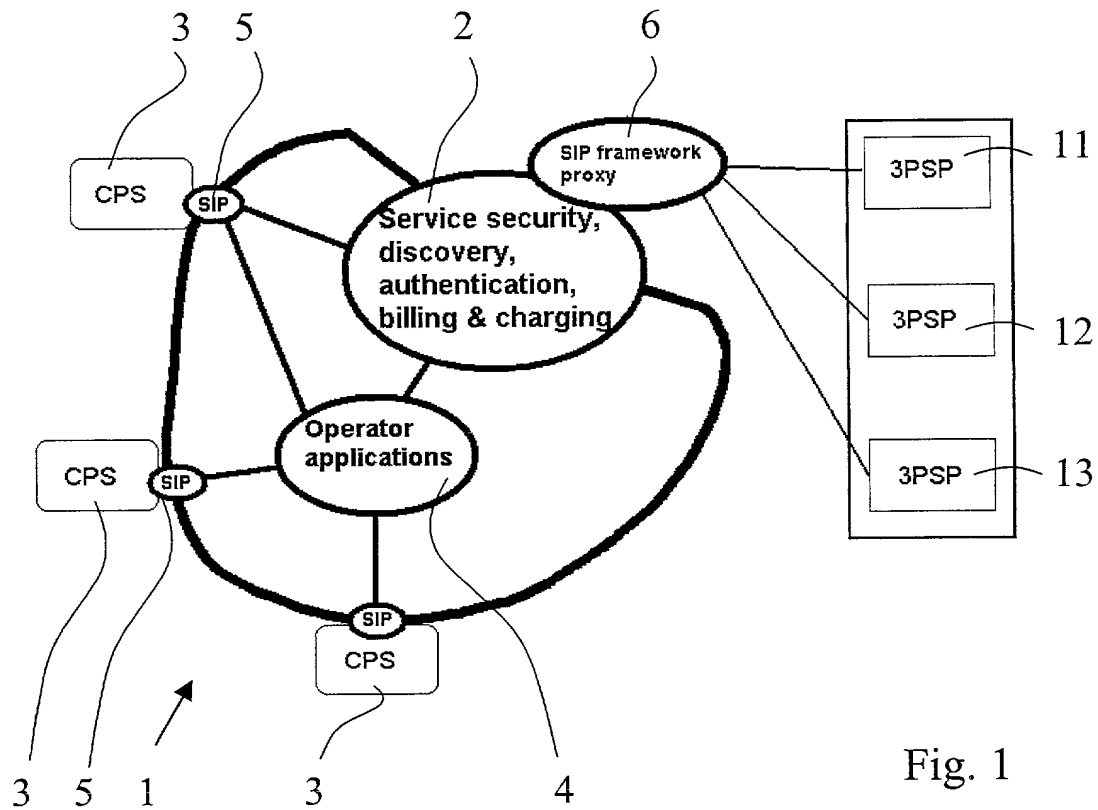 3
5
2
6
11
CPS
SIP
SIP framework
proxy
3PSP
Service security,
discovery,
authentication,
billing & charging
3PSP
12
Operator
applications
CPS
SIP
3PSP
13
SIP
CPS
3
5
1
3
4
Fig. 1